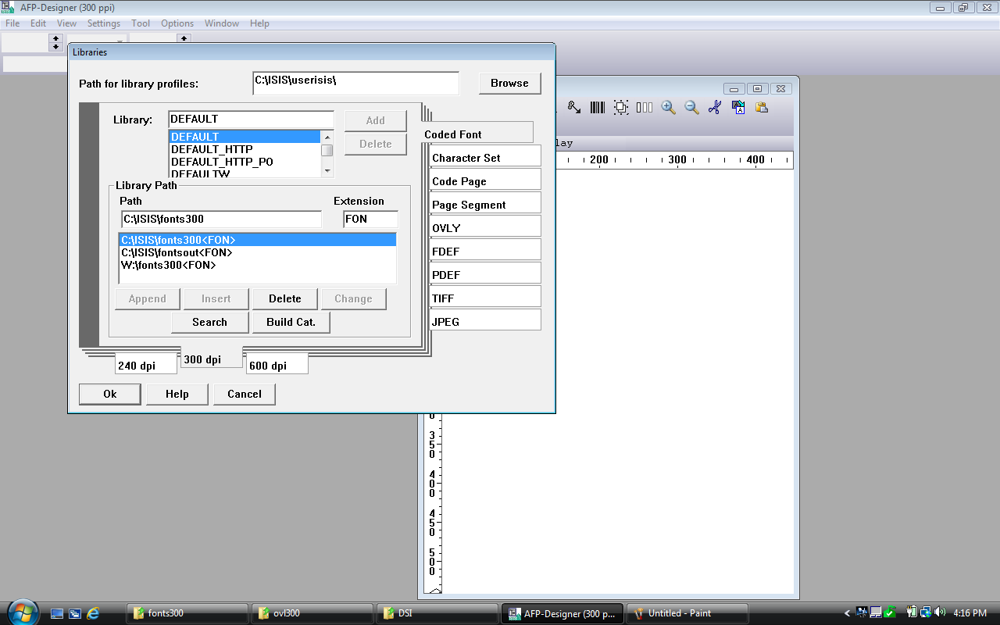 AFP-Designer (300 ppi)
File Edit View Settings Tool Options Window Help
Libraries
Path for library profiles: C:\ISIS\userisis\ Browse
Library: DEFAULT Add
DEFAULT Delete
DEFAULT_HTTP
DEFAULT_HTTP_PO
DEFAULTW
Library Path
Path Extension
C:\ISIS\fonts300 FON
C:\ISIS\fonts300<FON>
C:\ISIS\fontsout<FON>
W:\fonts300<FON>
Append Insert Delete Change
Search Build Cat.
240 dpi 300 dpi 600 dpi
Ok Help Cancel
Coded Font
Character Set
Code Page
Page Segment
OVLY
FDEF
PDEF
TIFF
JPEG
lay
200 300 400
0
350
400
450
500
fonts300 ovl300 DSI AFP-Designer (300 p... Untitled - Paint < 4:16 PM